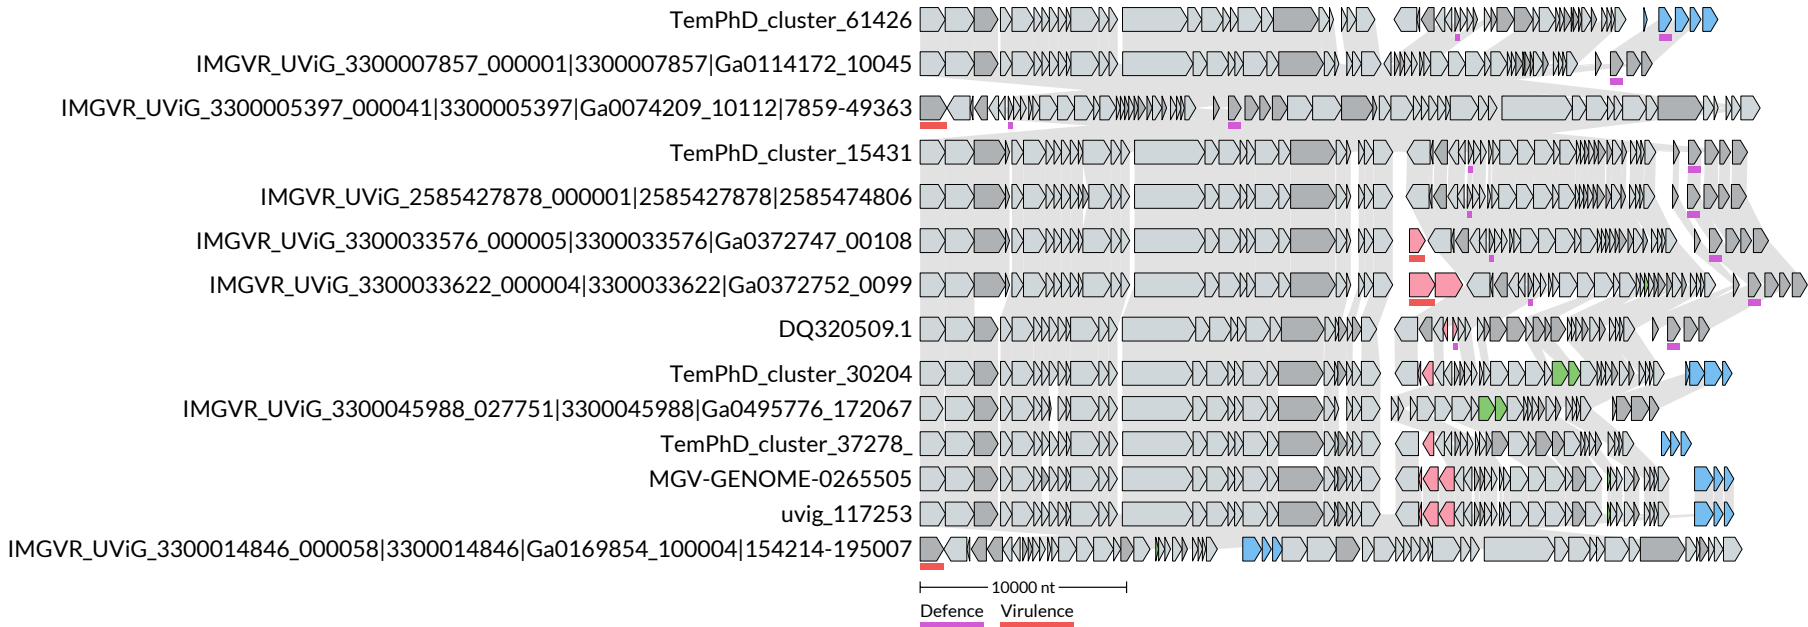 TemPhD_cluster_61426
IMGVR_UViG_3300007857_000001|3300007857|Ga0114172_10045
IMGVR_UViG_3300005397_000041|3300005397|Ga0074209_10112|7859-49363
TemPhD_cluster_15431
IMGVR_UViG_2585427878_000001|2585427878|2585474806
IMGVR_UViG_3300033576_000005|3300033576|Ga0372747_00108
IMGVR_UViG_3300033622_000004|3300033622|Ga0372752_0099
DQ320509.1
TemPhD_cluster_30204
IMGVR_UViG_3300045988_027751|3300045988|Ga0495776_172067
TemPhD_cluster_37278_
MGV-GENOME-0265505
uvig_117253
IMGVR_UViG_3300014846_000058|3300014846|Ga0169854_100004|154214-195007
10000 nt
Defence Virulence